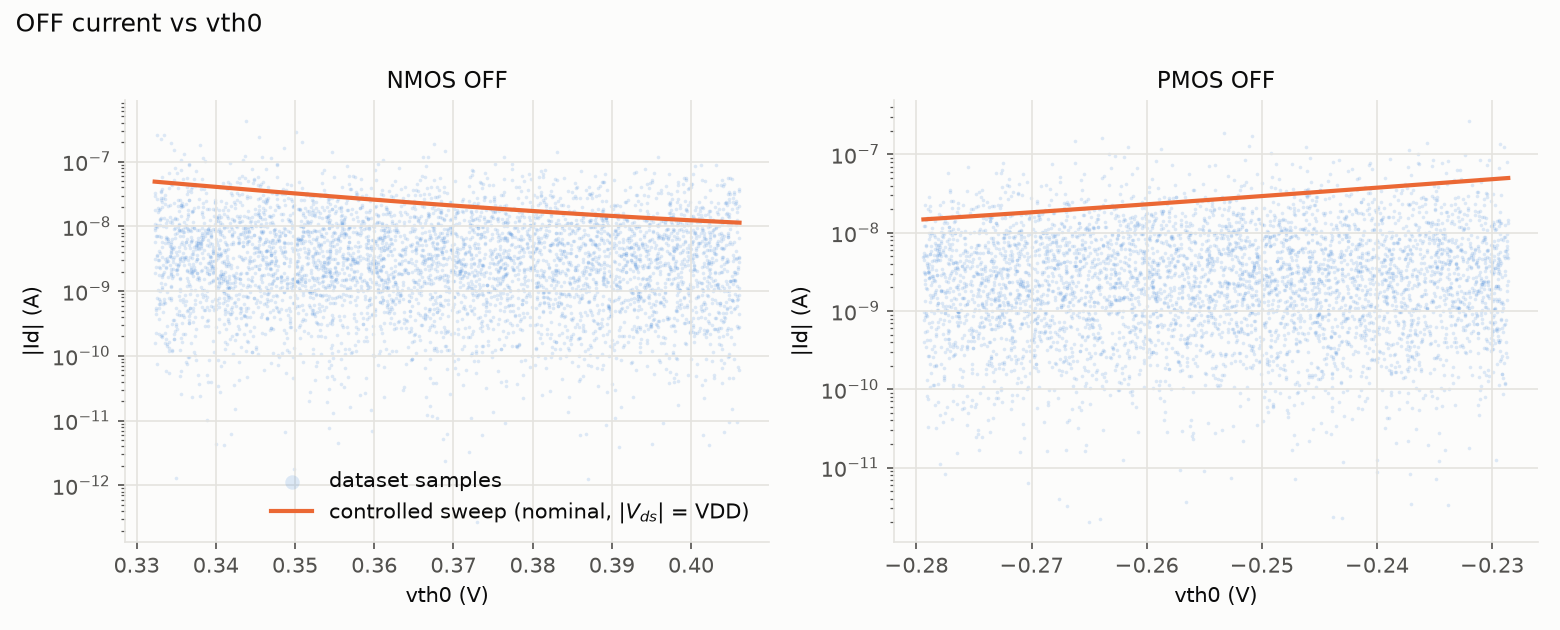 OFF current vs vth0
NMOS OFF
|Id| (A)
10⁻⁷
10⁻⁸
10⁻⁹
10⁻¹⁰
10⁻¹¹
10⁻¹²
dataset samples
controlled sweep (nominal, |V_ds| = VDD)
0.33 0.34 0.35 0.36 0.37 0.38 0.39 0.40
vth0 (V)
PMOS OFF
|Id| (A)
10⁻⁷
10⁻⁸
10⁻⁹
10⁻¹⁰
10⁻¹¹
−0.28 −0.27 −0.26 −0.25 −0.24 −0.23
vth0 (V)